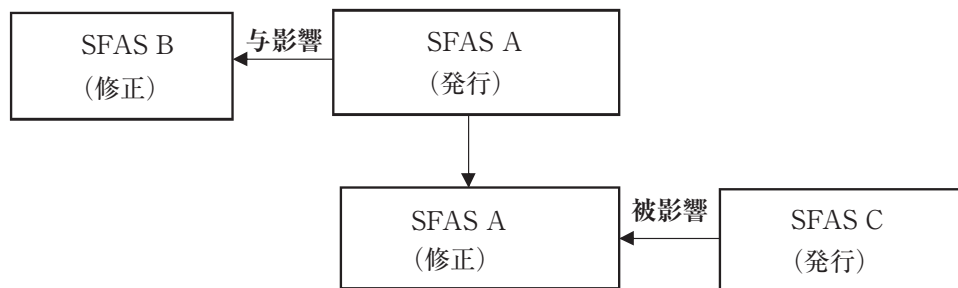 SFAS B
（修正）
与影響
SFAS A
（発行）
SFAS A
（修正）
被影響
SFAS C
（発行）